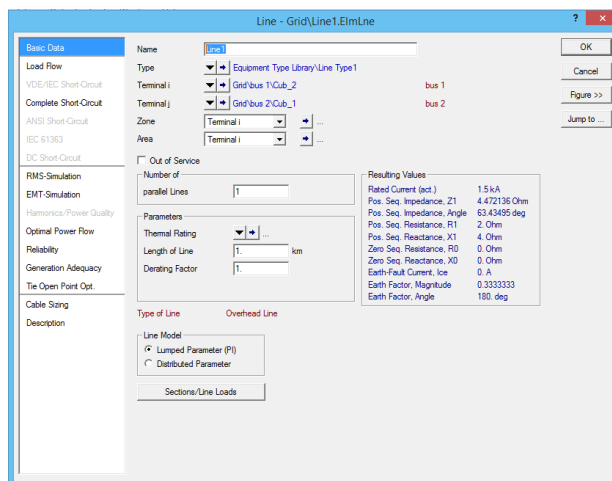 Line - Grid\Line1.ElmLne
? ×
Basic Data
Load Flow
VDE/IEC Short-Circuit
Complete Short-Circuit
ANSI Short-Circuit
IEC 61363
DC Short-Circuit
RMS-Simulation
EMT-Simulation
Harmonics/Power Quality
Optimal Power Flow
Reliability
Generation Adequacy
Tie Open Point Opt.
Cable Sizing
Description
Name Line1
Type Equipment Type Library\Line Type1
Terminal i Grid\bus 1\Cub_2 bus 1
Terminal j Grid\bus 2\Cub_1 bus 2
Zone Terminal i ...
Area Terminal i ...
Out of Service
Number of
parallel Lines 1
Parameters
Thermal Rating ...
Length of Line 1. km
Derating Factor 1.
Type of Line Overhead Line
Line Model
Lumped Parameter (PI)
Distributed Parameter
Sections/Line Loads
Resulting Values
Rated Current (act.) 1.5 kA
Pos. Seq. Impedance, Z1 4.472136 Ohm
Pos. Seq. Impedance, Angle 63.43495 deg
Pos. Seq. Resistance, R1 2. Ohm
Pos. Seq. Reactance, X1 4. Ohm
Zero Seq. Resistance, R0 0. Ohm
Zero Seq. Reactance, X0 0. Ohm
Earth-Fault Current, Ice 0. A
Earth Factor, Magnitude 0.3333333
Earth Factor, Angle 180. deg
OK
Cancel
Figure >>
Jump to ...